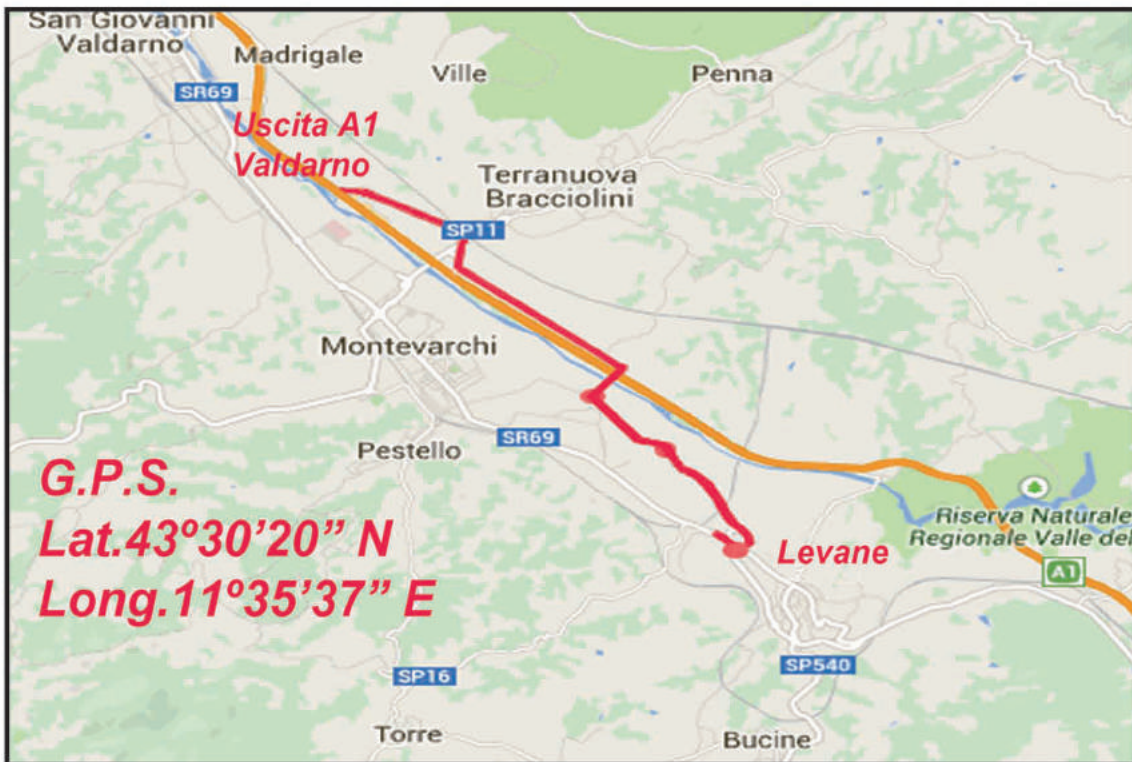 San Giovanni
Valdarno
Madrigale
Ville
Penna
SR69
Uscita A1
Valdarno
Terranuova
Bracciolini
SP11
Montevarchi
SR69
Pestello
G.P.S.
Lat.43º30’20” N
Long.11º35’37” E
Riserva Naturale
Regionale Valle del
Levane
A1
SP540
SP16
Torre
Bucine